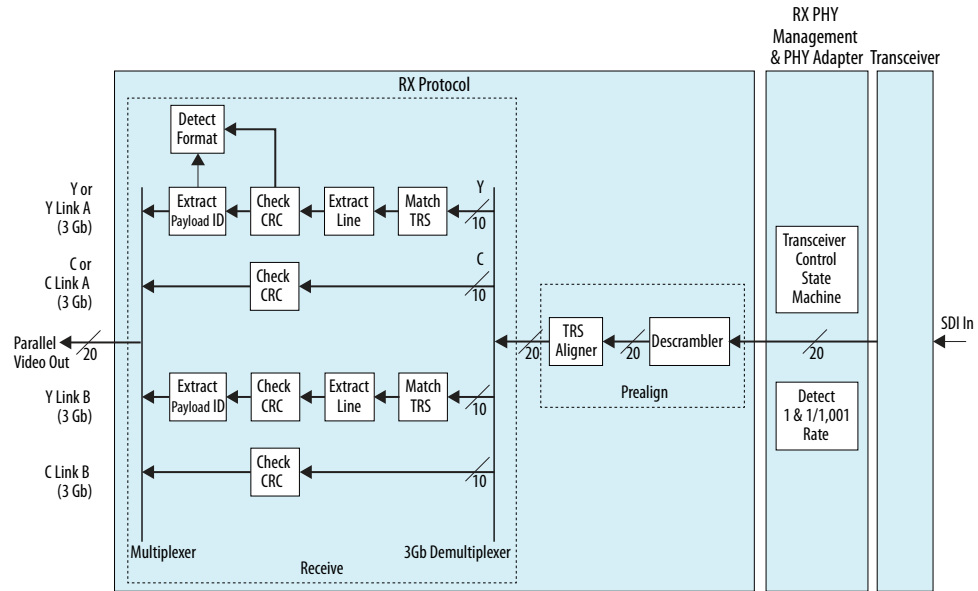 RX PHY
Management
& PHY Adapter
Transceiver
RX Protocol
Detect
Format
Y or
Y Link A
(3 Gb)
Extract
Payload ID
Check
CRC
Extract
Line
Match
TRS
Y
10
C or
C Link A
(3 Gb)
Check
CRC
C
10
Transceiver
Control
State
Machine
Parallel
Video Out
20
20
TRS
Aligner
20
Descrambler
20
SDI In
Prealign
Y Link B
(3 Gb)
Extract
Payload ID
Check
CRC
Extract
Line
Match
TRS
10
Detect
1 & 1/1,001
Rate
C Link B
(3 Gb)
Check
CRC
10
Multiplexer
3Gb Demultiplexer
Receive